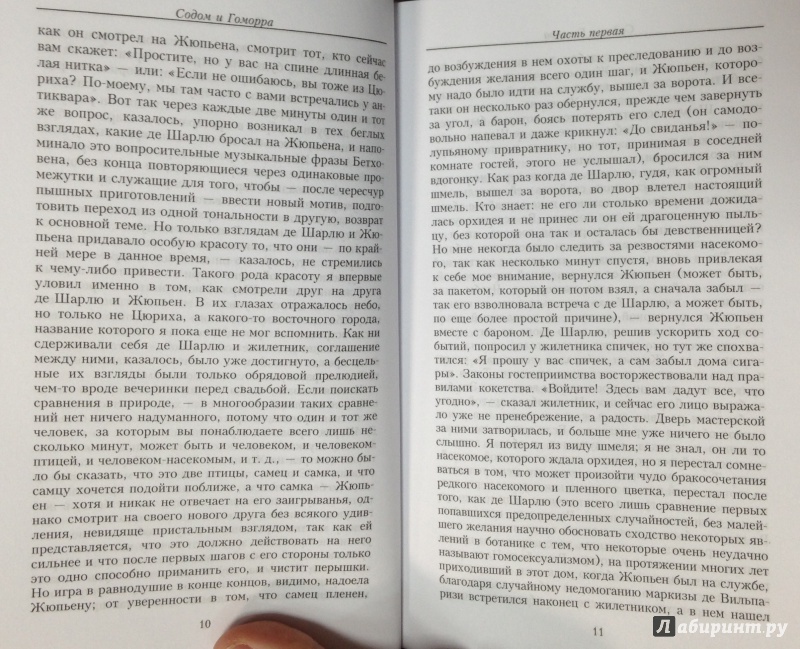 Содом и Гоморра
как он смотрел на Жюпьена, смотрит тот, кто сейчас
вам скажет: «Простите, но у вас на спине длинная бе-
лая нитка» — или: «Если не ошибаюсь, вы тоже из Цю-
риха? По-моему, мы там часто с вами встречались у ан-
тиквара». Вот так через каждые две минуты один и тот
же вопрос, казалось, упорно возникал в тех беглых
взглядах, какие де Шарлю бросал на Жюпьена, и напо-
минало это вопросительные музыкальные фразы Бетхо-
вена, без конца повторяющиеся через одинаковые про-
межутки и служащие для того, чтобы — после чересчур
пышных приготовлений — ввести новый мотив, подго-
товить переход из одной тональности в другую, возврат
к основной теме. Но только взглядам де Шарлю и Жю-
пьена придавало особую красоту то, что они — по край-
ней мере в данное время, — казалось, не стремились
к чему-либо привести. Такого рода красоту я впервые
уловил именно в том, как смотрели друг на друга
де Шарлю и Жюпьен. В их глазах отражалось небо,
но только не Цюриха, а какого-то восточного города,
название которого я пока еще не мог вспомнить. Как ни
сдерживали себя де Шарлю и жилетник, соглашение
между ними, казалось, было уже достигнуто, а бесцель-
ные их взгляды были только обрядовой прелюдией,
чем-то вроде вечеринки перед свадьбой. Если поискать
сравнения в природе, — в многообразии таких сравне-
ний нет ничего надуманного, потому что один и тот же
человек, за которым вы понаблюдаете всего лишь не-
сколько минут, может быть и человеком, и человеком-
птицей, и человеком-насекомым, и т. д., — то можно бы-
ло бы сказать, что это две птицы, самец и самка, и что
самцу хочется подойти поближе, а что самка — Жюпь-
ен — хотя и никак не отвечает на его заигрыванья, од-
нако смотрит на своего нового друга без всякого удив-
ления, невидяще пристальным взглядом, так как ей
представляется, что это должно действовать на него
сильнее и что после первых шагов с его стороны только
это одно способно приманить его, и чистит перышки.
Но игра в равнодушие в конце концов, видимо, надоела
Жюпьену; от уверенности в том, что самец пленен,
10
Часть первая
до возбуждения в нем охоты к преследованию и до воз-
буждения желания всего один шаг, и Жюпьен, которо-
му надо было идти на службу, вышел за ворота. И все-
таки он несколько раз обернулся, прежде чем завернуть
за угол, а барон, боясь потерять его след (он самодо-
вольно напевал и даже крикнул: «До свиданья!» — по-
лупьяному привратнику, но тот, принимая в соседней
комнате гостей, этого не услышал), бросился за ним
вдогонку. Как раз когда де Шарлю, гудя, как огромный
шмель, вышел за ворота, во двор влетел настоящий
шмель. Кто знает: не его ли столько времени дожида-
лась орхидея и не принес ли он ей драгоценную пыль-
цу, без которой она так и осталась бы девственницей?
Но мне некогда было следить за резвостями насекомо-
го, так как несколько минут спустя, вновь привлекая
к себе мое внимание, вернулся Жюпьен (может быть,
за пакетом, который он потом взял, а сначала забыл —
так его взволновала встреча с де Шарлю, а может быть,
по еще более простой причине), — вернулся Жюпьен
вместе с бароном. Де Шарлю, решив ускорить ход со-
бытий, попросил у жилетника спичек, но тут же спохва-
тился: «Я прошу у вас спичек, а сам забыл дома сига-
ры». Законы гостеприимства восторжествовали над пра-
вилами кокетства. «Войдите! Здесь вам дадут все, что
угодно», — сказал жилетник, и сейчас его лицо выража-
ло уже не пренебрежение, а радость. Дверь мастерской
за ними затворилась, и больше мне уже ничего не было
слышно. Я потерял из виду шмеля; я не знал, он ли то
насекомое, которого ждала орхидея, но я перестал сомне-
ваться в том, что может произойти чудо бракосочетания
редкого насекомого и пленного цветка, перестал после
того, как де Шарлю (это всего лишь сравнение первых
попавшихся предопределенных случайностей, без малей-
шего желания научно обосновать сходство некоторых яв-
лений в ботанике с тем, что некоторые очень неудачно
называют гомосексуализмом), на протяжении многих лет
приходивший в этот дом, когда Жюпьен был на службе,
благодаря случайному недомоганию маркизы де Вильпа-
ризи встретился наконец с жилетником, а в нем нашел
11
Лабиринт.ру